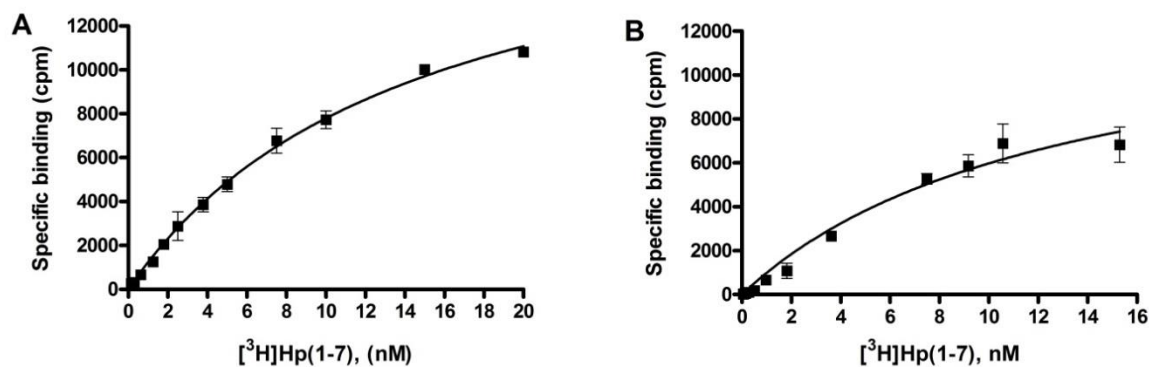 A
Specific binding (cpm)
12000
10000
8000
6000
4000
2000
0
0 2 4 6 8 10 12 14 16 18 20
[³H]Hp(1-7), (nM)
B
Specific binding (cpm)
12000
10000
8000
6000
4000
2000
0
0 2 4 6 8 10 12 14 16
[³H]Hp(1-7), nM